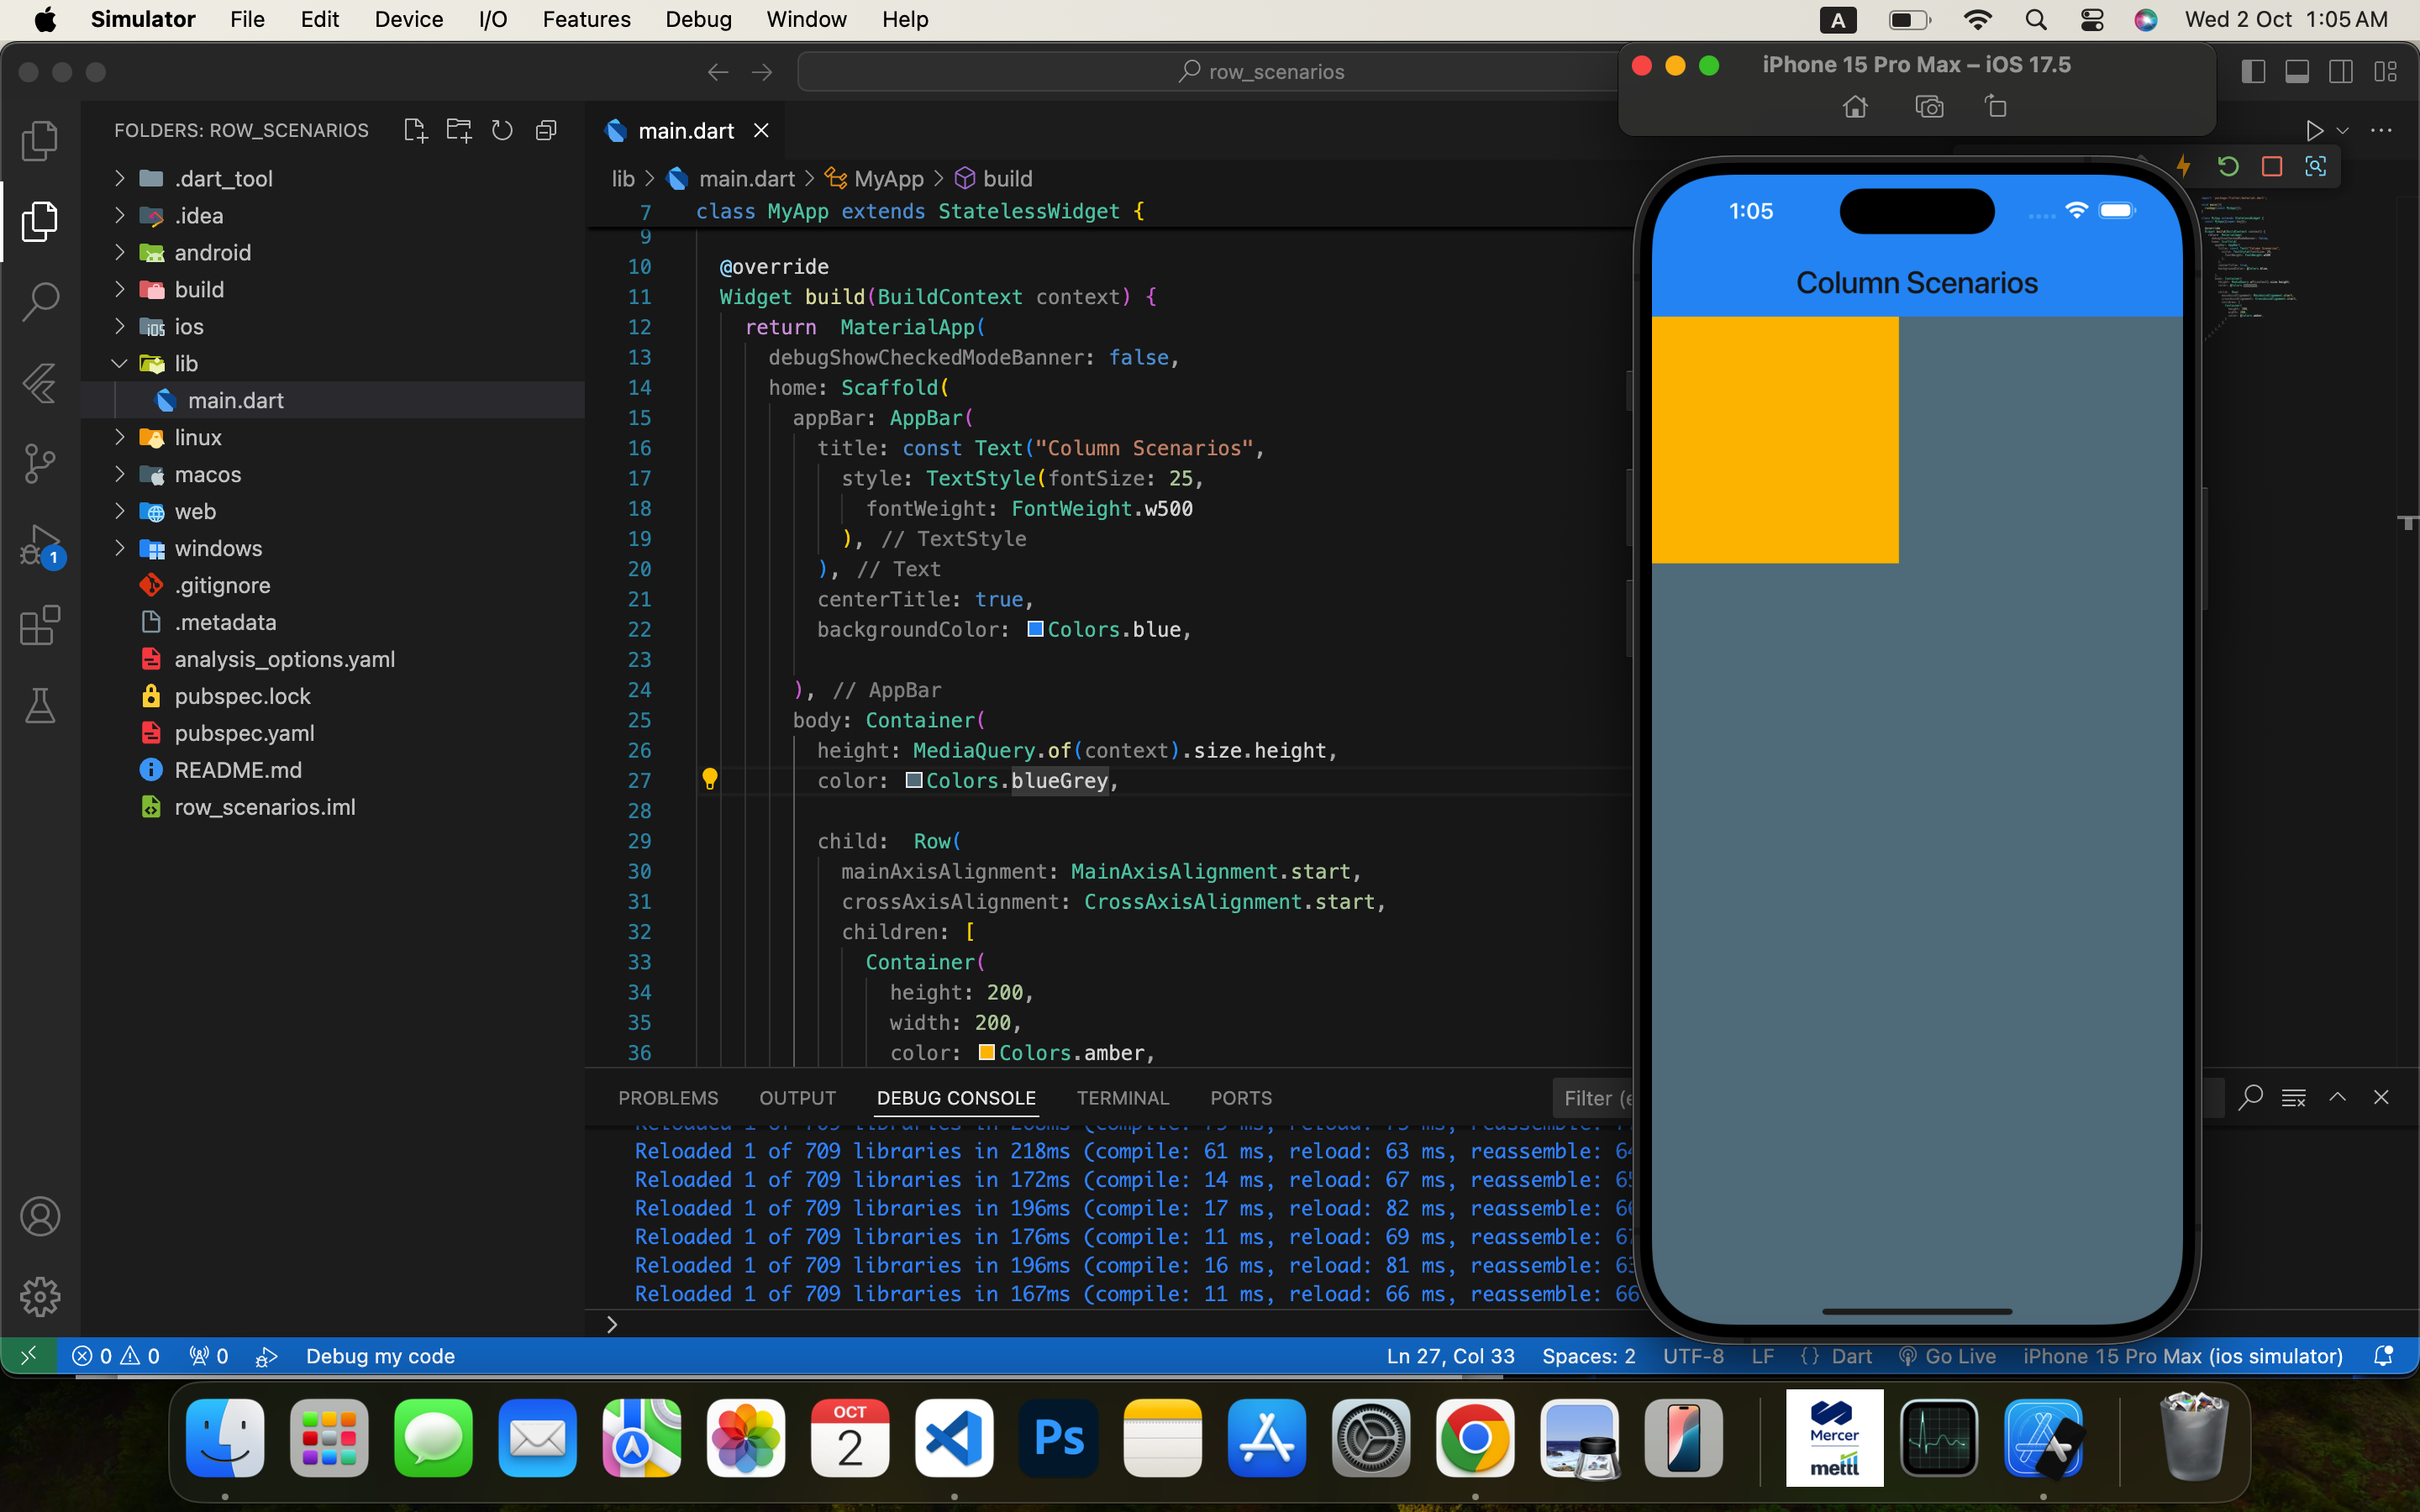 Simulator File Edit Device I/O Features Debug Window Help
A Wed 2 Oct 1:05 AM
row_scenarios
iPhone 15 Pro Max – iOS 17.5
FOLDERS: ROW_SCENARIOS
.dart_tool
.idea
android
build
ios
lib
main.dart
linux
macos
web
windows
.gitignore
.metadata
analysis_options.yaml
pubspec.lock
pubspec.yaml
README.md
row_scenarios.iml
1
main.dart
lib > main.dart > MyApp > build
7 class MyApp extends StatelessWidget {
9
10 @override
11 Widget build(BuildContext context) {
12 return MaterialApp(
13 debugShowCheckedModeBanner: false,
14 home: Scaffold(
15 appBar: AppBar(
16 title: const Text("Column Scenarios",
17 style: TextStyle(fontSize: 25,
18 fontWeight: FontWeight.w500
19 ), // TextStyle
20 ), // Text
21 centerTitle: true,
22 backgroundColor: Colors.blue,
23
24 ), // AppBar
25 body: Container(
26 height: MediaQuery.of(context).size.height,
27 color: Colors.blueGrey,
28
29 child: Row(
30 mainAxisAlignment: MainAxisAlignment.start,
31 crossAxisAlignment: CrossAxisAlignment.start,
32 children: [
33 Container(
34 height: 200,
35 width: 200,
36 color: Colors.amber,
1:05
Column Scenarios
PROBLEMS OUTPUT DEBUG CONSOLE TERMINAL PORTS Filter (e
Reloaded 1 of 709 libraries in 218ms (compile: 61 ms, reload: 63 ms, reassemble: 64
Reloaded 1 of 709 libraries in 172ms (compile: 14 ms, reload: 67 ms, reassemble: 65
Reloaded 1 of 709 libraries in 196ms (compile: 17 ms, reload: 82 ms, reassemble: 66
Reloaded 1 of 709 libraries in 176ms (compile: 11 ms, reload: 69 ms, reassemble: 67
Reloaded 1 of 709 libraries in 196ms (compile: 16 ms, reload: 81 ms, reassemble: 63
Reloaded 1 of 709 libraries in 167ms (compile: 11 ms, reload: 66 ms, reassemble: 66
>
0 0 0 Debug my code Ln 27, Col 33 Spaces: 2 UTF-8 LF {} Dart Go Live iPhone 15 Pro Max (ios simulator)
OCT
2
Ps
Mercer
mettl